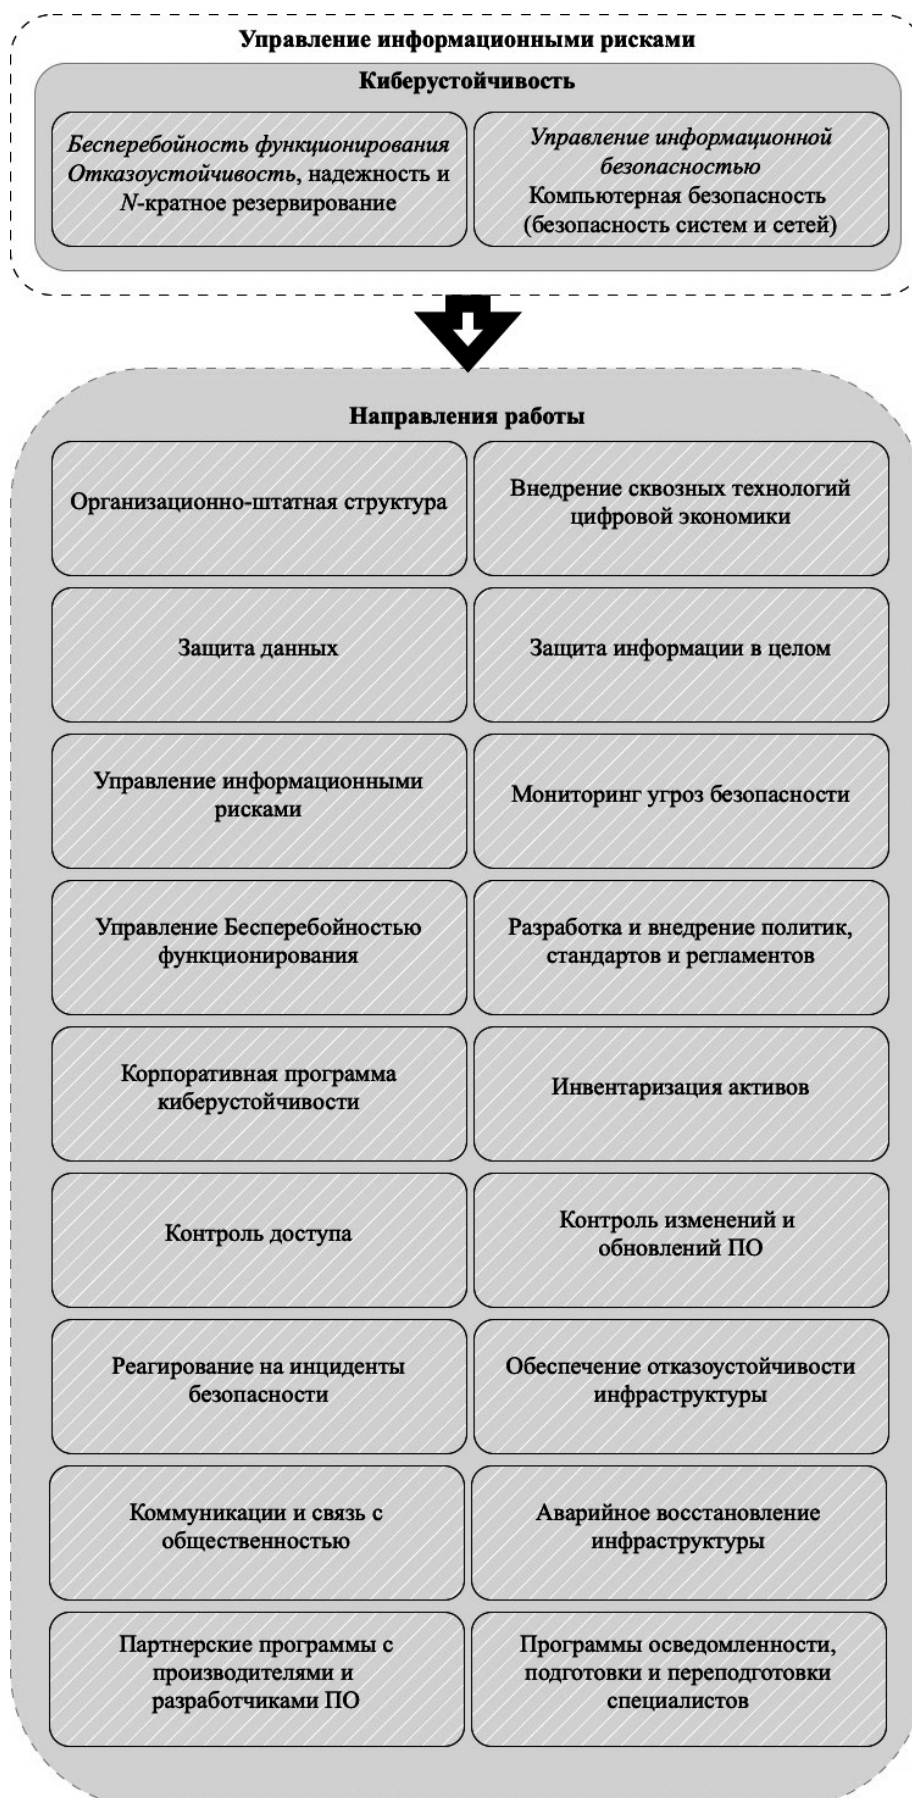 Управление информационными рисками
Киберустойчивость
Бесперебойность функционирования
Отказоустойчивость, надежность и
N-кратное резервирование
Управление информационной
безопасностью
Компьютерная безопасность
(безопасность систем и сетей)
Направления работы
Организационно-штатная структура
Внедрение сквозных технологий
цифровой экономики
Защита данных
Защита информации в целом
Управление информационными
рисками
Мониторинг угроз безопасности
Управление Бесперебойностью
функционирования
Разработка и внедрение политик,
стандартов и регламентов
Корпоративная программа
киберустойчивости
Инвентаризация активов
Контроль доступа
Контроль изменений и
обновлений ПО
Реагирование на инциденты
безопасности
Обеспечение отказоустойчивости
инфраструктуры
Коммуникации и связь с
общественностью
Аварийное восстановление
инфраструктуры
Партнерские программы с
производителями и
разработчиками ПО
Программы осведомленности,
подготовки и переподготовки
специалистов